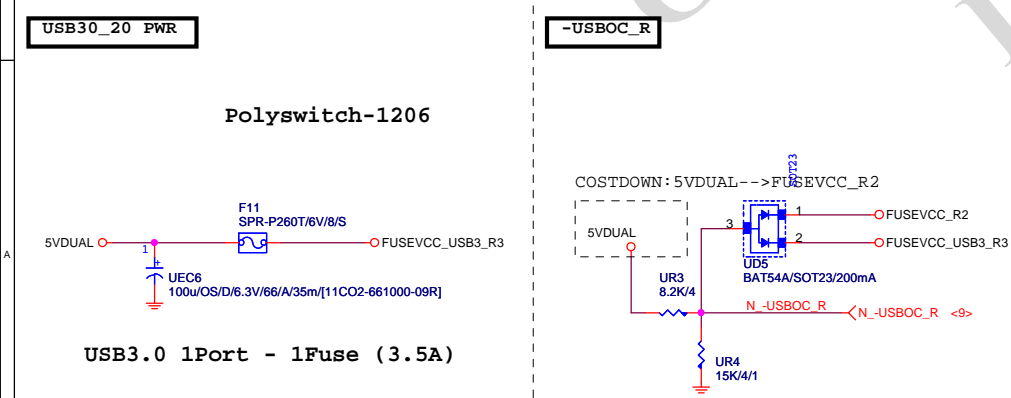 USB30_20 PWR
Polyswitch-1206
F11
SPR-P260T/6V/8/S
5VDUAL
FUSEVCC_USB3_R3
1
+
UEC6
100u/OS/D/6.3V/66/A/35m/[11CO2-661000-09R]
USB3.0 1Port - 1Fuse (3.5A)
A
-USBOC_R
SOT23
COSTDOWN:5VDUAL-->FUSEVCC_R2
5VDUAL
3
1
FUSEVCC_R2
2
FUSEVCC_USB3_R3
UD5
BAT54A/SOT23/200mA
UR3
8.2K/4
N_-USBOC_R
N_-USBOC_R <9>
UR4
15K/4/1